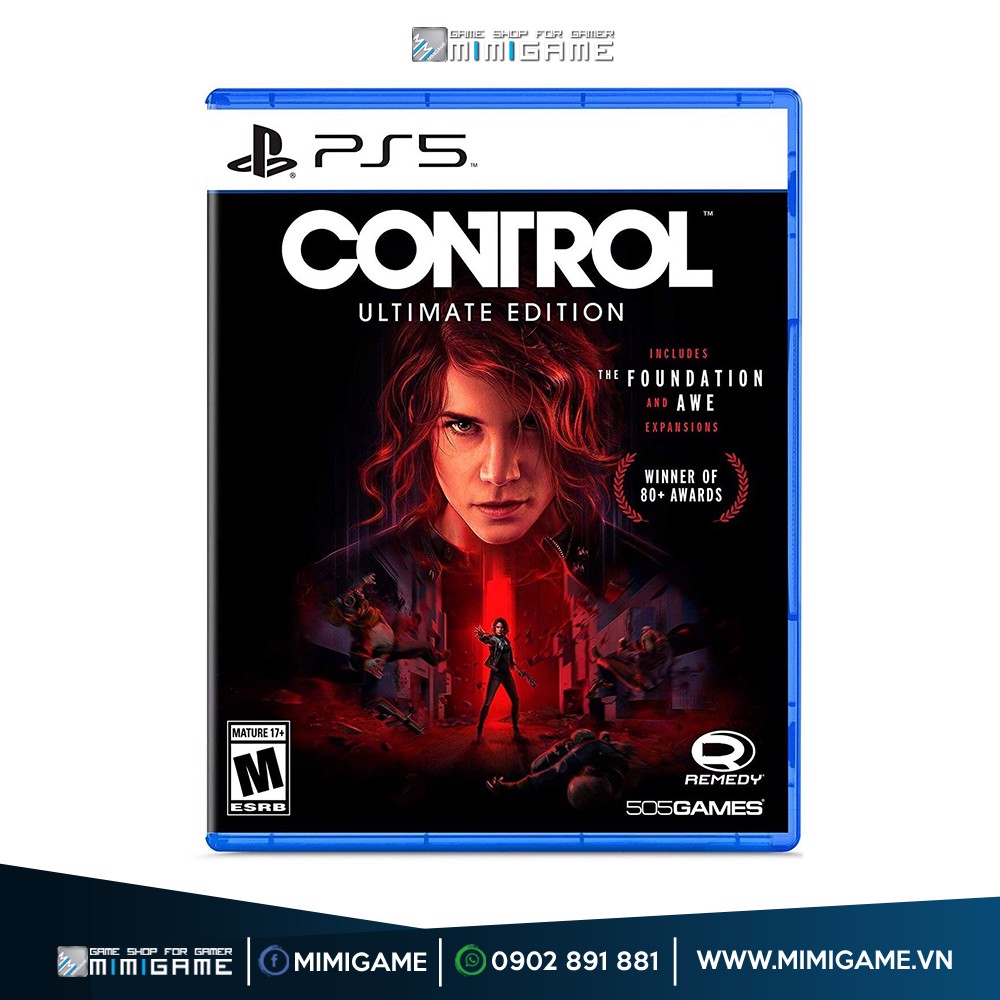 GAME SHOP FOR GAMER
MIMIGAME
PS5
CONTROL™
ULTIMATE EDITION
INCLUDES
THE FOUNDATION
AND AWE
EXPANSIONS
WINNER OF
80+ AWARDS
MATURE 17+
M
ESRB
REMEDY
505GAMES
GAME SHOP FOR GAMER
MIMIGAME
MIMIGAME
0902 891 881
WWW.MIMIGAME.VN